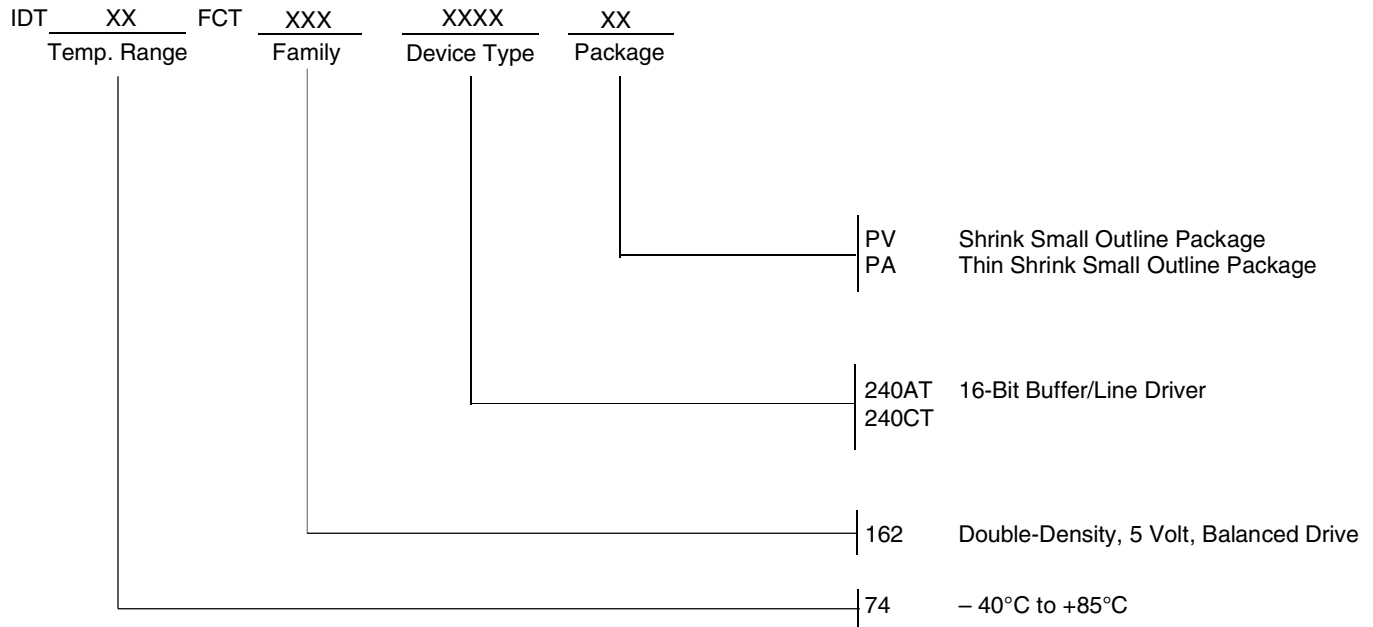 IDT XX FCT XXX XXXX XX
Temp. Range Family Device Type Package
PV Shrink Small Outline Package
PA Thin Shrink Small Outline Package
240AT 16-Bit Buffer/Line Driver
240CT
162 Double-Density, 5 Volt, Balanced Drive
74 – 40°C to +85°C